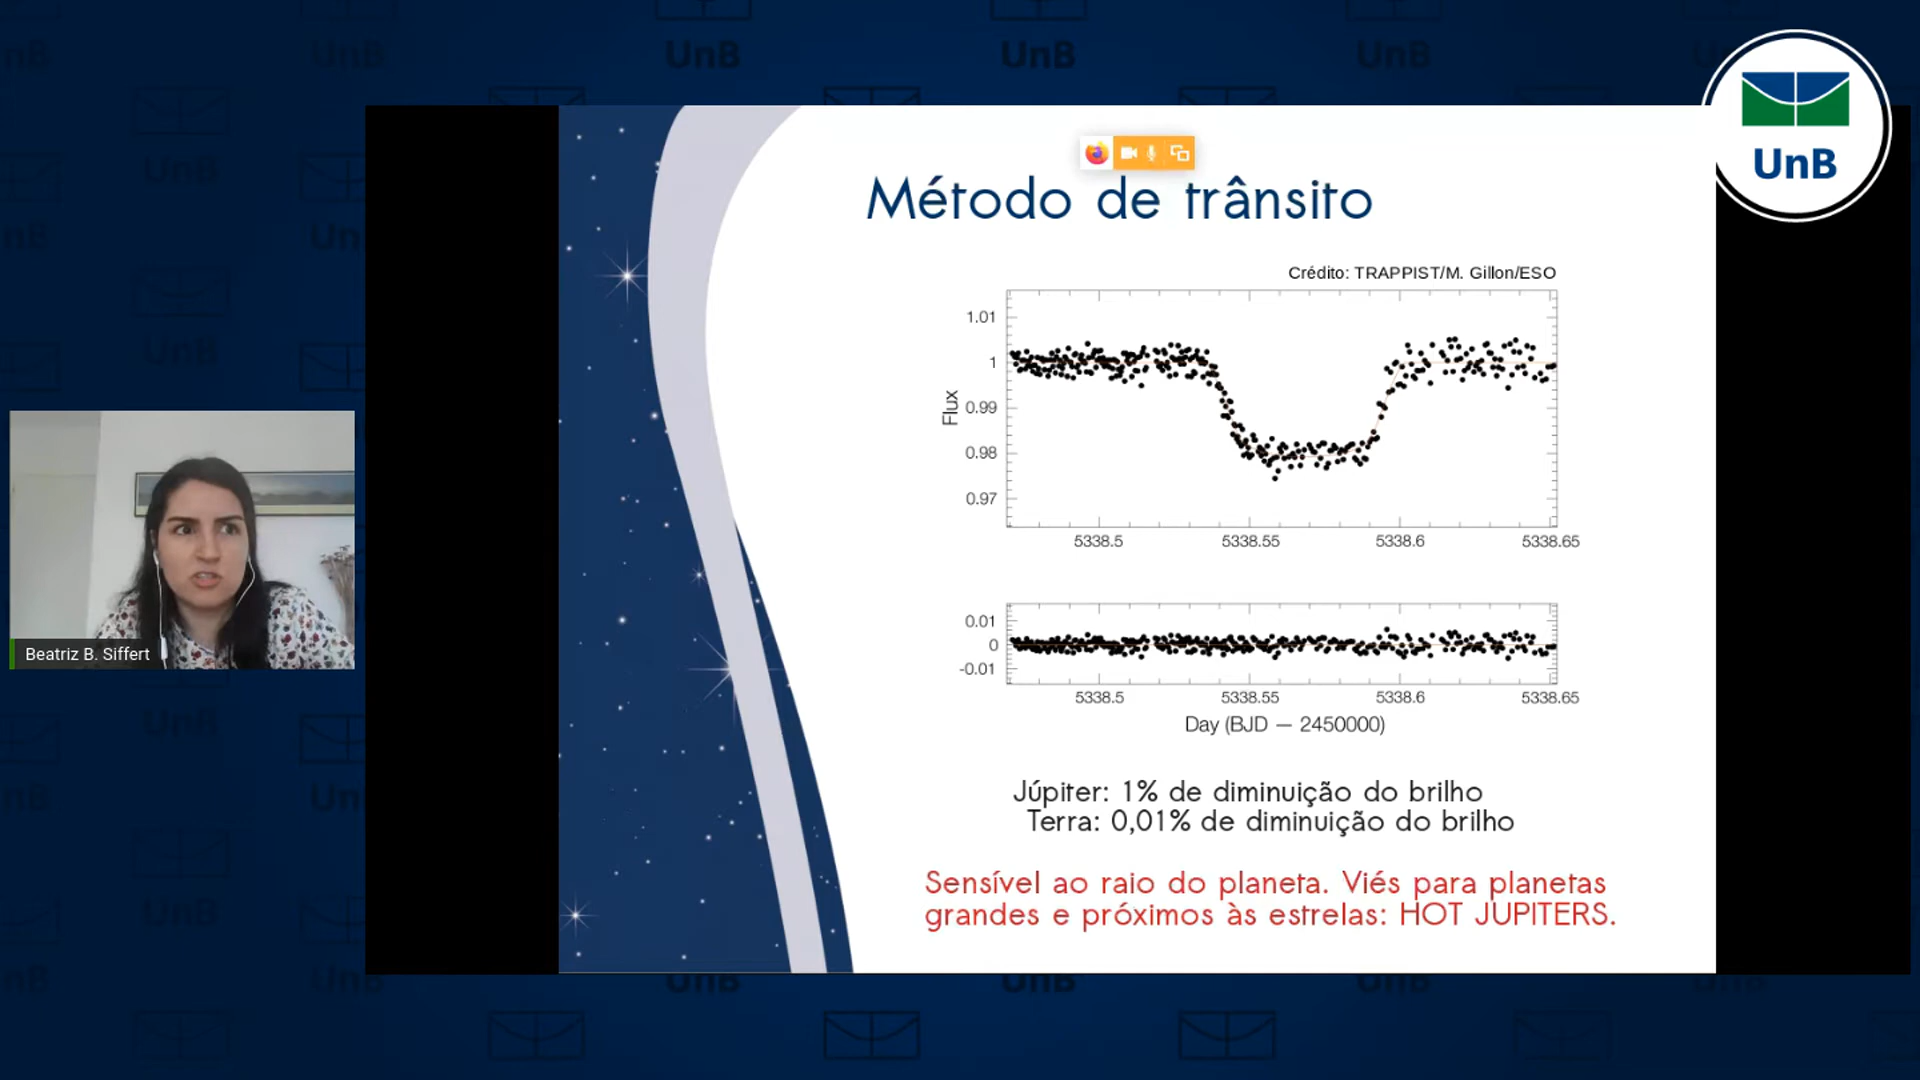 UnB
Método de trânsito
Crédito: TRAPPIST/M. Gillon/ESO
1.01
1
0.99
0.98
0.97
Flux
5338.5 5338.55 5338.6 5338.65
0.01
0
-0.01
5338.5 5338.55 5338.6 5338.65
Day (BJD — 2450000)
Júpiter: 1% de diminuição do brilho
Terra: 0,01% de diminuição do brilho
Sensível ao raio do planeta. Viés para planetas
grandes e próximos às estrelas: HOT JUPITERS.
Beatriz B. Siffert
UnB UnB UnB